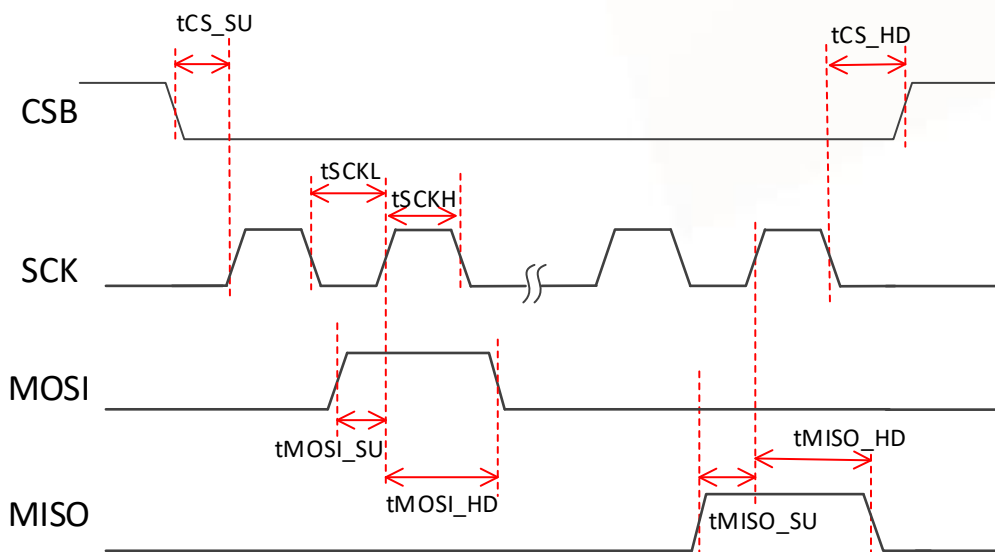 tCS_SU
tCS_HD
CSB
tSCKL
tSCKH
SCK
MOSI
tMOSI_SU
tMISO_HD
tMOSI_HD
tMISO_SU
MISO